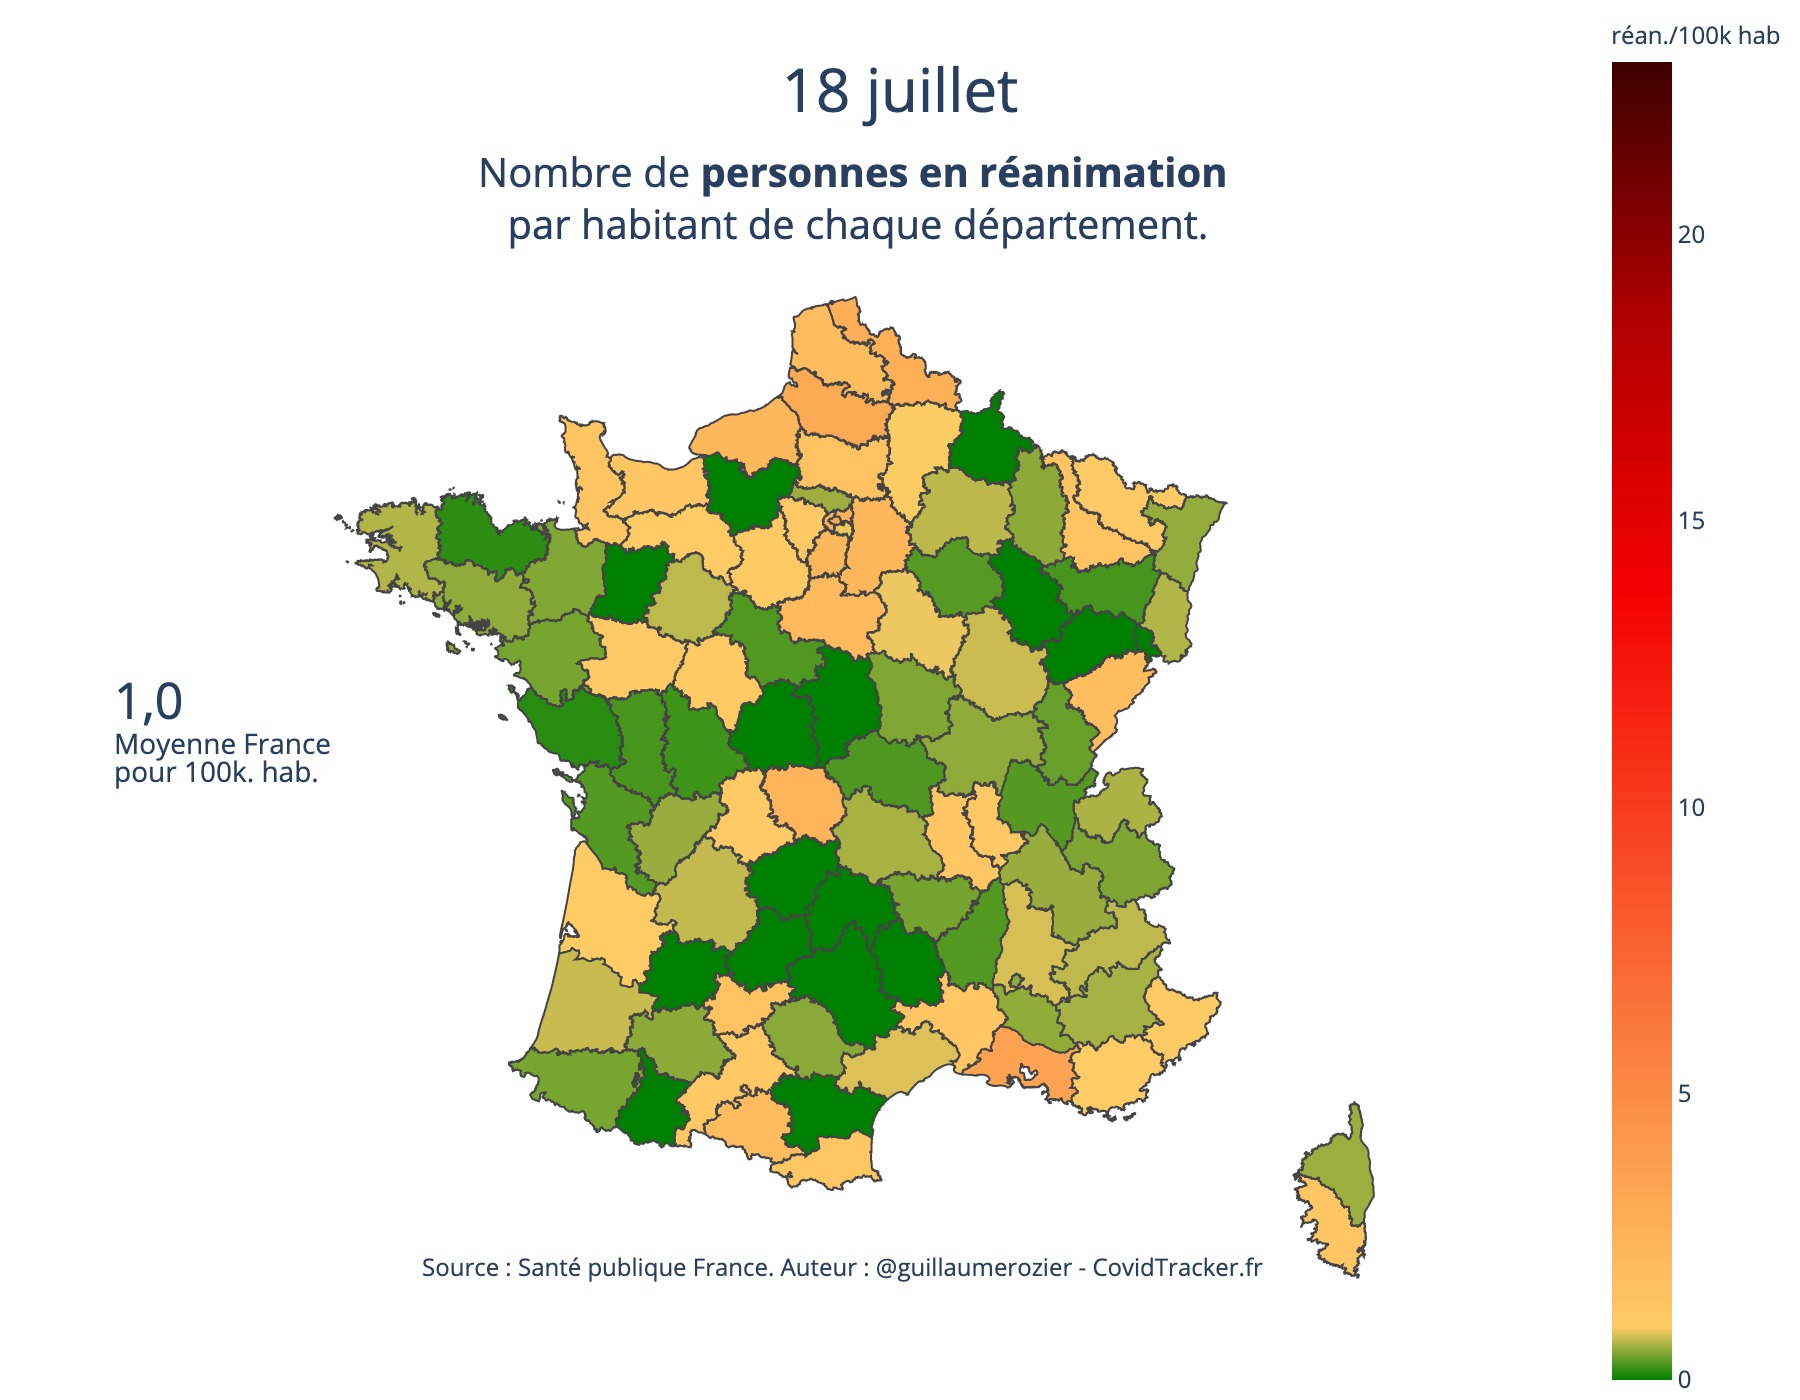 réan./100k hab
18 juillet
Nombre de personnes en réanimation
par habitant de chaque département.
20
15
1,0
Moyenne France
pour 100k. hab.
10
5
Source : Santé publique France. Auteur : @guillaumerozier - CovidTracker.fr
0